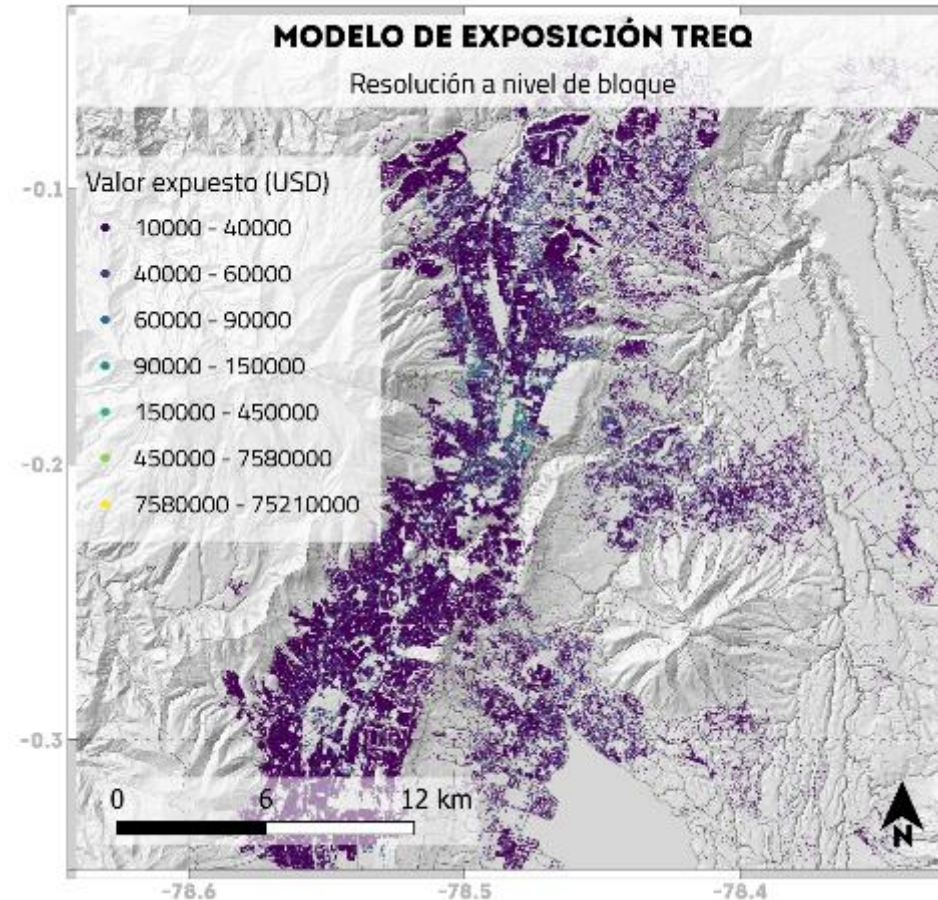 MODELO DE EXPOSICIÓN TREQ
Resolución a nivel de bloque
-0.1
Valor expuesto (USD)
10000 - 40000
40000 - 60000
60000 - 90000
90000 - 150000
150000 - 450000
-0.2
450000 - 7580000
7580000 - 75210000
-0.3
0 6 12 km
N
-78.6 -78.5 -78.4